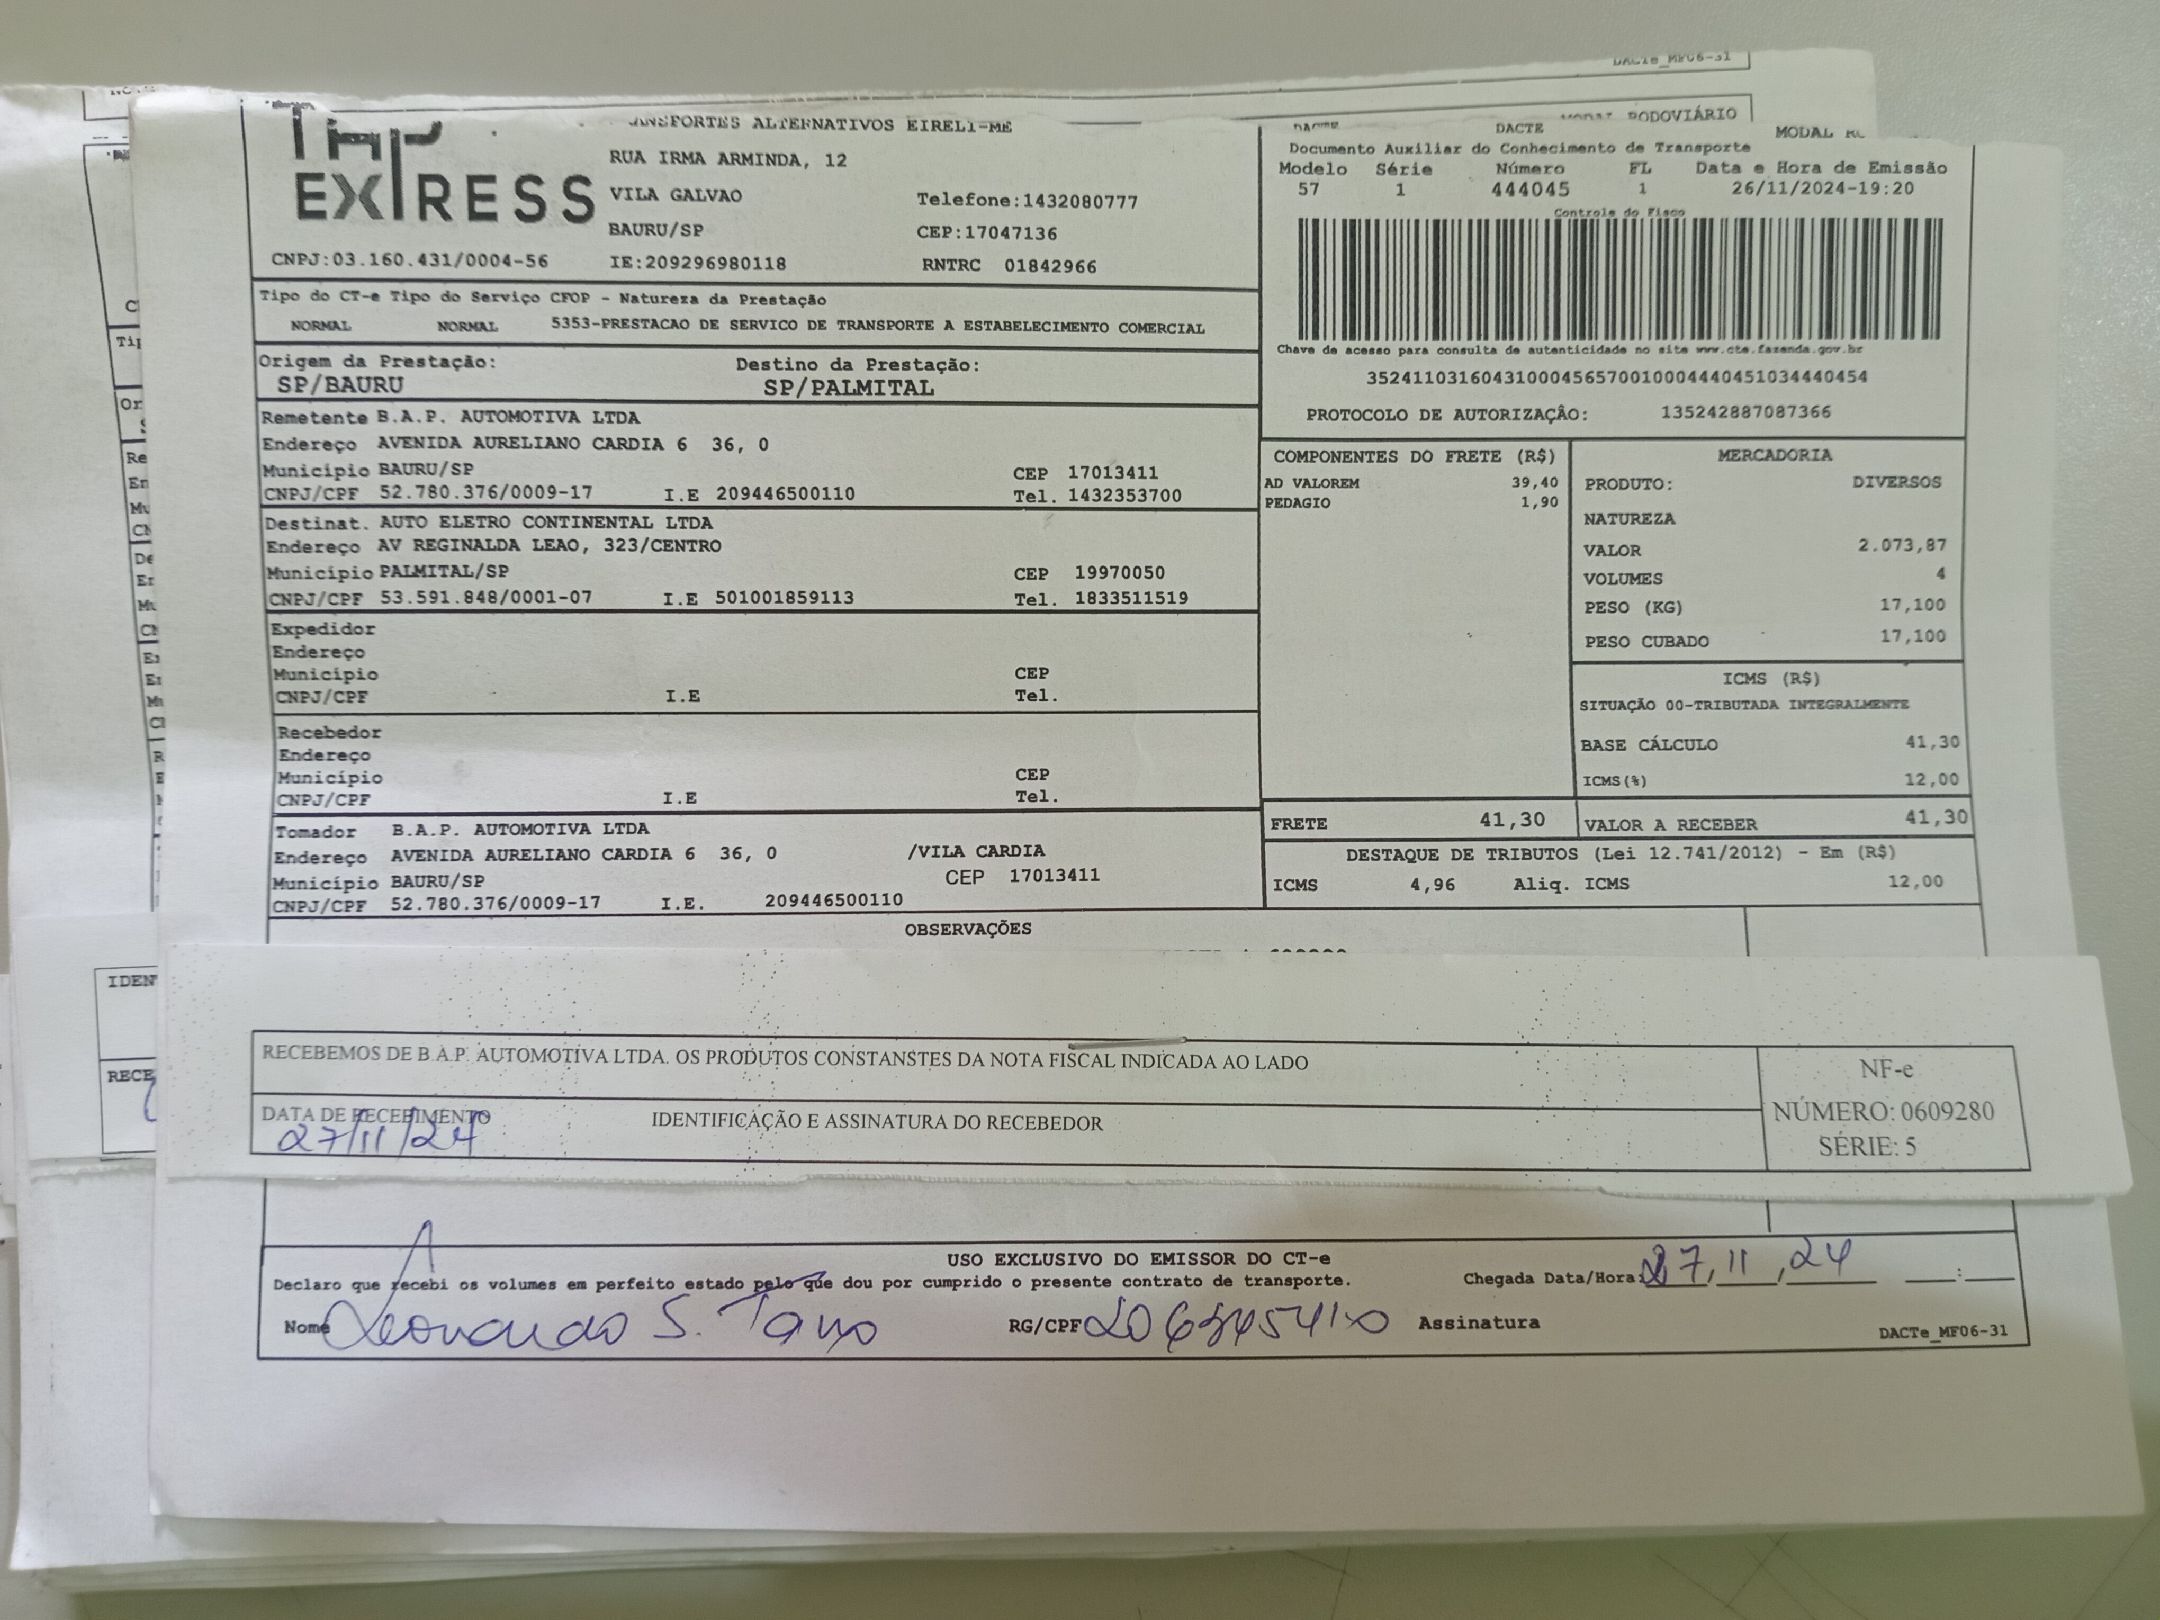 DACTe_MF06-31
TAP
EXPRESS
TRANSPORTES ALTERNATIVOS EIRELI-ME
RUA IRMA ARMINDA, 12
VILA GALVAO Telefone:1432080777
BAURU/SP CEP:17047136
CNPJ:03.160.431/0004-56 IE:209296980118 RNTRC 01842966
MODAL RODOVIÁRIO
DACTE DACTE MODAL
Documento Auxiliar do Conhecimento de Transporte
Modelo Série Número FL Data e Hora de Emissão
57 1 444045 1 26/11/2024-19:20
Controle do Fisco
Chave de acesso para consulta de autenticidade no site www.cte.fazenda.gov.br
35241103160431000456570010004440451034440454
PROTOCOLO DE AUTORIZAÇÃO: 135242887087366
Tipo do CT-e Tipo do Serviço CFOP - Natureza da Prestação
NORMAL NORMAL 5353-PRESTACAO DE SERVICO DE TRANSPORTE A ESTABELECIMENTO COMERCIAL
Origem da Prestação: Destino da Prestação:
SP/BAURU SP/PALMITAL
Remetente B.A.P. AUTOMOTIVA LTDA
Endereço AVENIDA AURELIANO CARDIA 6 36, 0
Município BAURU/SP CEP 17013411
CNPJ/CPF 52.780.376/0009-17 I.E 209446500110 Tel. 1432353700
Destinat. AUTO ELETRO CONTINENTAL LTDA
Endereço AV REGINALDA LEAO, 323/CENTRO
Município PALMITAL/SP CEP 19970050
CNPJ/CPF 53.591.848/0001-07 I.E 501001859113 Tel. 1833511519
Expedidor
Endereço
Município CEP
CNPJ/CPF I.E Tel.
Recebedor
Endereço
Município CEP
CNPJ/CPF I.E Tel.
Tomador B.A.P. AUTOMOTIVA LTDA
Endereço AVENIDA AURELIANO CARDIA 6 36, 0 /VILA CARDIA
Município BAURU/SP CEP 17013411
CNPJ/CPF 52.780.376/0009-17 I.E. 209446500110
COMPONENTES DO FRETE (R$)
AD VALOREM 39,40
PEDAGIO 1,90
MERCADORIA
PRODUTO: DIVERSOS
NATUREZA
VALOR 2.073,87
VOLUMES 4
PESO (KG) 17,100
PESO CUBADO 17,100
ICMS (R$)
SITUAÇÃO 00-TRIBUTADA INTEGRALMENTE
BASE CÁLCULO 41,30
ICMS(%) 12,00
FRETE 41,30 VALOR A RECEBER 41,30
DESTAQUE DE TRIBUTOS (Lei 12.741/2012) - Em (R$)
ICMS 4,96 Aliq. ICMS 12,00
OBSERVAÇÕES
RECEBEMOS DE B.A.P. AUTOMOTIVA LTDA. OS PRODUTOS CONSTANSTES DA NOTA FISCAL INDICADA AO LADO
DATA DE RECEBIMENTO IDENTIFICAÇÃO E ASSINATURA DO RECEBEDOR
27/11/24
NF-e
NÚMERO: 0609280
SÉRIE: 5
USO EXCLUSIVO DO EMISSOR DO CT-e
Declaro que recebi os volumes em perfeito estado pelo que dou por cumprido o presente contrato de transporte. Chegada Data/Hora: 27, 11, 24 :
Nome Leonardo S. RG/CPF Assinatura
DACTe_MF06-31